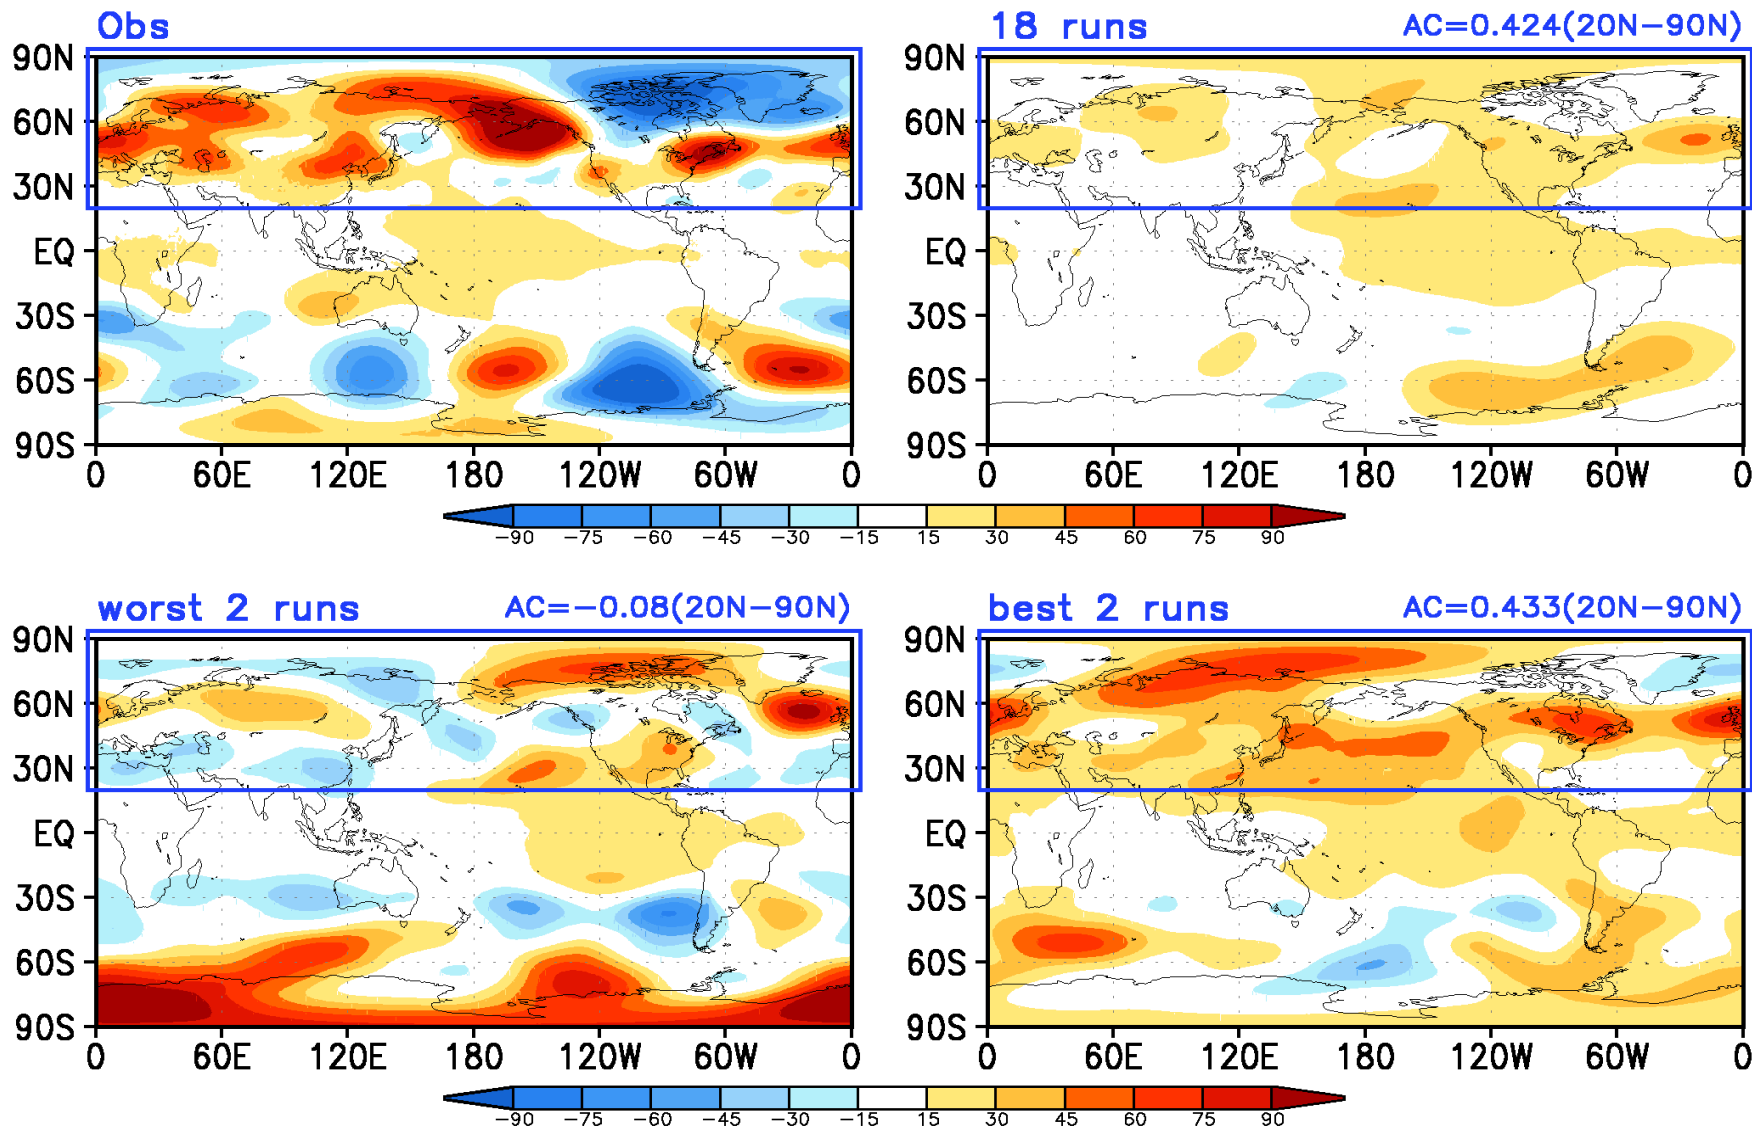 Obs
18 runs AC=0.424(20N−90N)
90N 90N
60N 60N
30N 30N
EQ EQ
30S 30S
60S 60S
90S 90S
0 60E 120E 180 120W 60W 0 0 60E 120E 180 120W 60W 0
−90 −75 −60 −45 −30 −15 15 30 45 60 75 90
worst 2 runs AC=−0.08(20N−90N)
best 2 runs AC=0.433(20N−90N)
90N 90N
60N 60N
30N 30N
EQ EQ
30S 30S
60S 60S
90S 90S
0 60E 120E 180 120W 60W 0 0 60E 120E 180 120W 60W 0
−90 −75 −60 −45 −30 −15 15 30 45 60 75 90